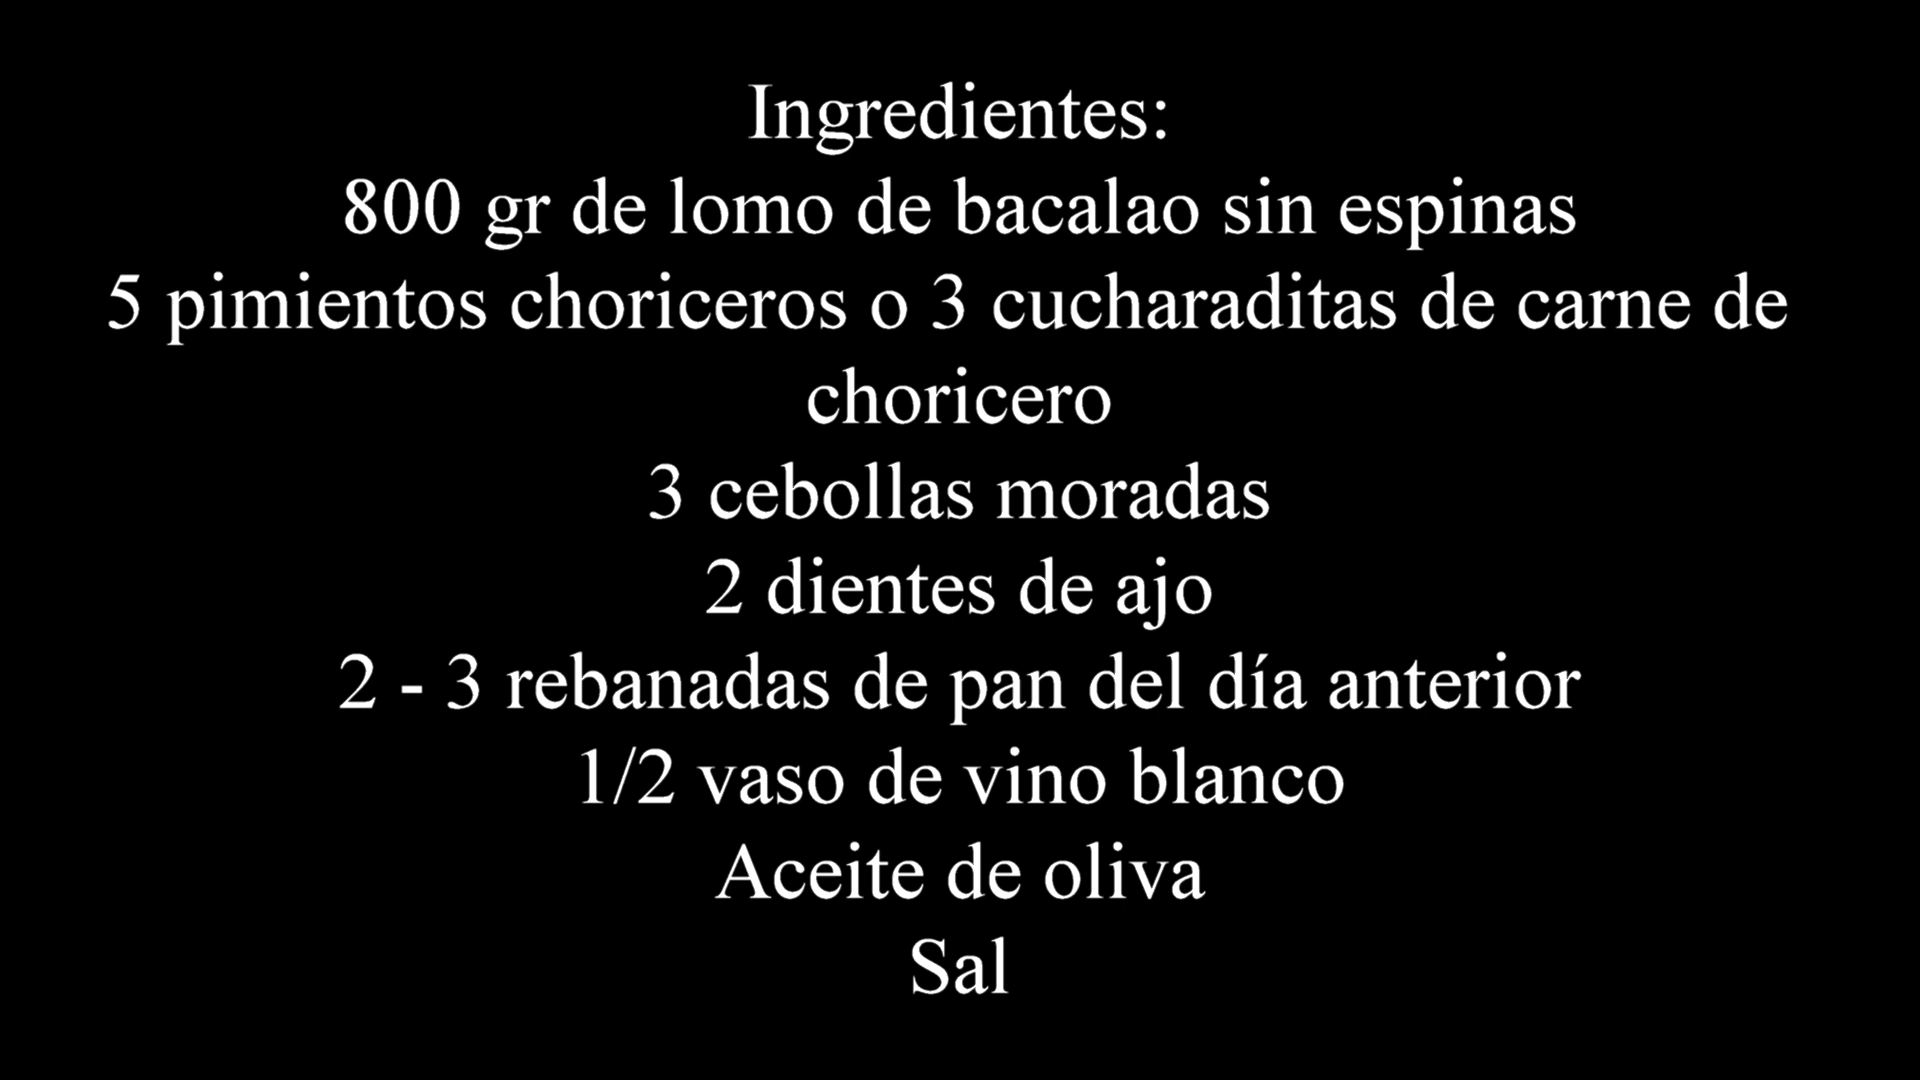 Ingredientes:
800 gr de lomo de bacalao sin espinas
5 pimientos choriceros o 3 cucharaditas de carne de
choricero
3 cebollas moradas
2 dientes de ajo
2 - 3 rebanadas de pan del día anterior
1/2 vaso de vino blanco
Aceite de oliva
Sal